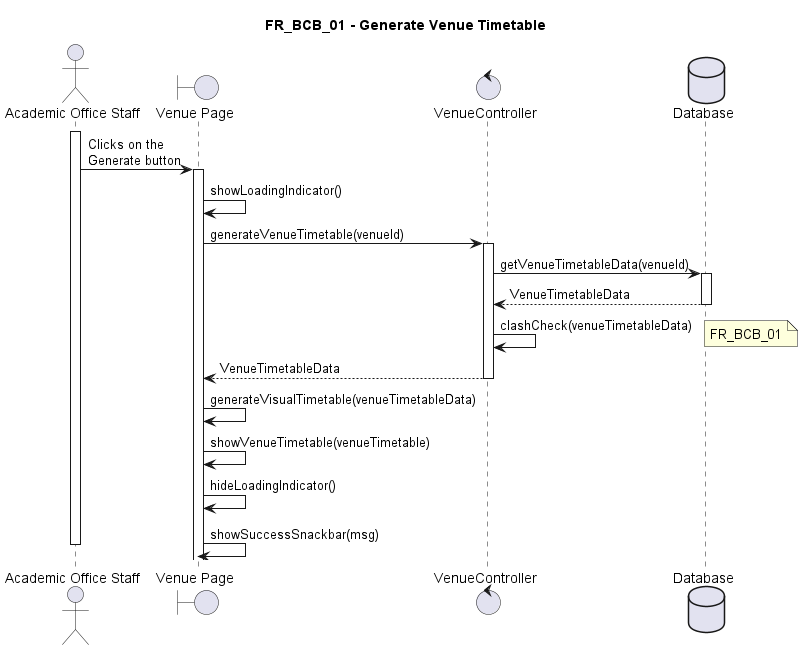 FR_BCB_01 - Generate Venue Timetable
Academic Office Staff
Venue Page
VenueController
Database
Clicks on the
Generate button
showLoadingIndicator()
generateVenueTimetable(venueId)
getVenueTimetableData(venueId)
VenueTimetableData
clashCheck(venueTimetableData)
FR_BCB_01
VenueTimetableData
generateVisualTimetable(venueTimetableData)
showVenueTimetable(venueTimetable)
hideLoadingIndicator()
showSuccessSnackbar(msg)
Academic Office Staff
Venue Page
VenueController
Database